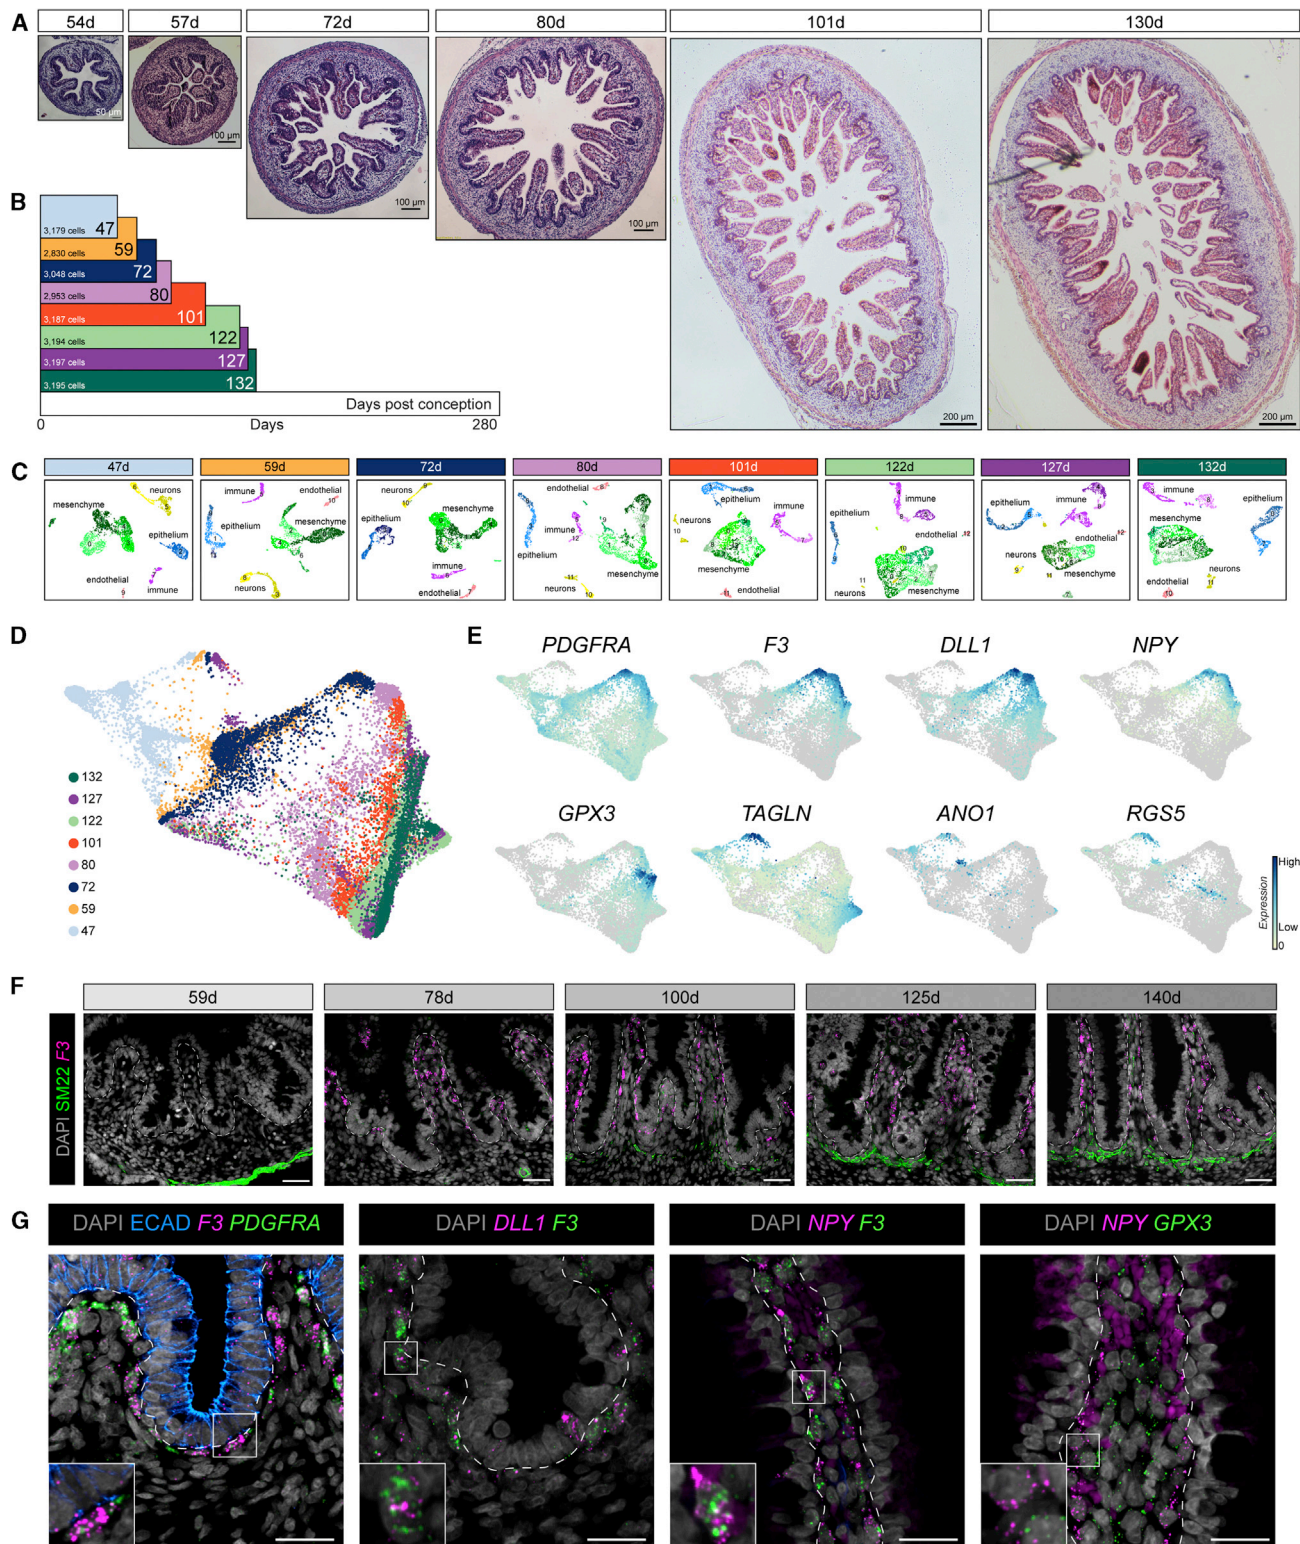 A
54d
57d
72d
80d
101d
130d
50 µm
100 µm
100 µm
100 µm
200 µm
200 µm
B
3,179 cells 47
2,830 cells 59
3,048 cells 72
2,953 cells 80
3,187 cells 101
3,194 cells 122
3,197 cells 127
3,195 cells 132
Days post conception
0 Days 280
C
47d
59d
72d
80d
101d
122d
127d
132d
neurons
mesenchyme
epithelium
endothelial
immune
immune
endothelial
epithelium
mesenchyme
neurons
neurons
epithelium
mesenchyme
immune
endothelial
endothelial
epithelium
immune
mesenchyme
neurons
epithelium
neurons
immune
mesenchyme
endothelial
immune
epithelium
endothelial
neurons
mesenchyme
immune
epithelium
endothelial
neurons
mesenchyme
immune
epithelium
mesenchyme
endothelial
neurons
D
132
127
122
101
80
72
59
47
E
PDGFRA
F3
DLL1
NPY
GPX3
TAGLN
ANO1
RGS5
Expression
High
Low
0
F
59d
78d
100d
125d
140d
DAPI SM22 F3
G
DAPI ECAD F3 PDGFRA
DAPI DLL1 F3
DAPI NPY F3
DAPI NPY GPX3